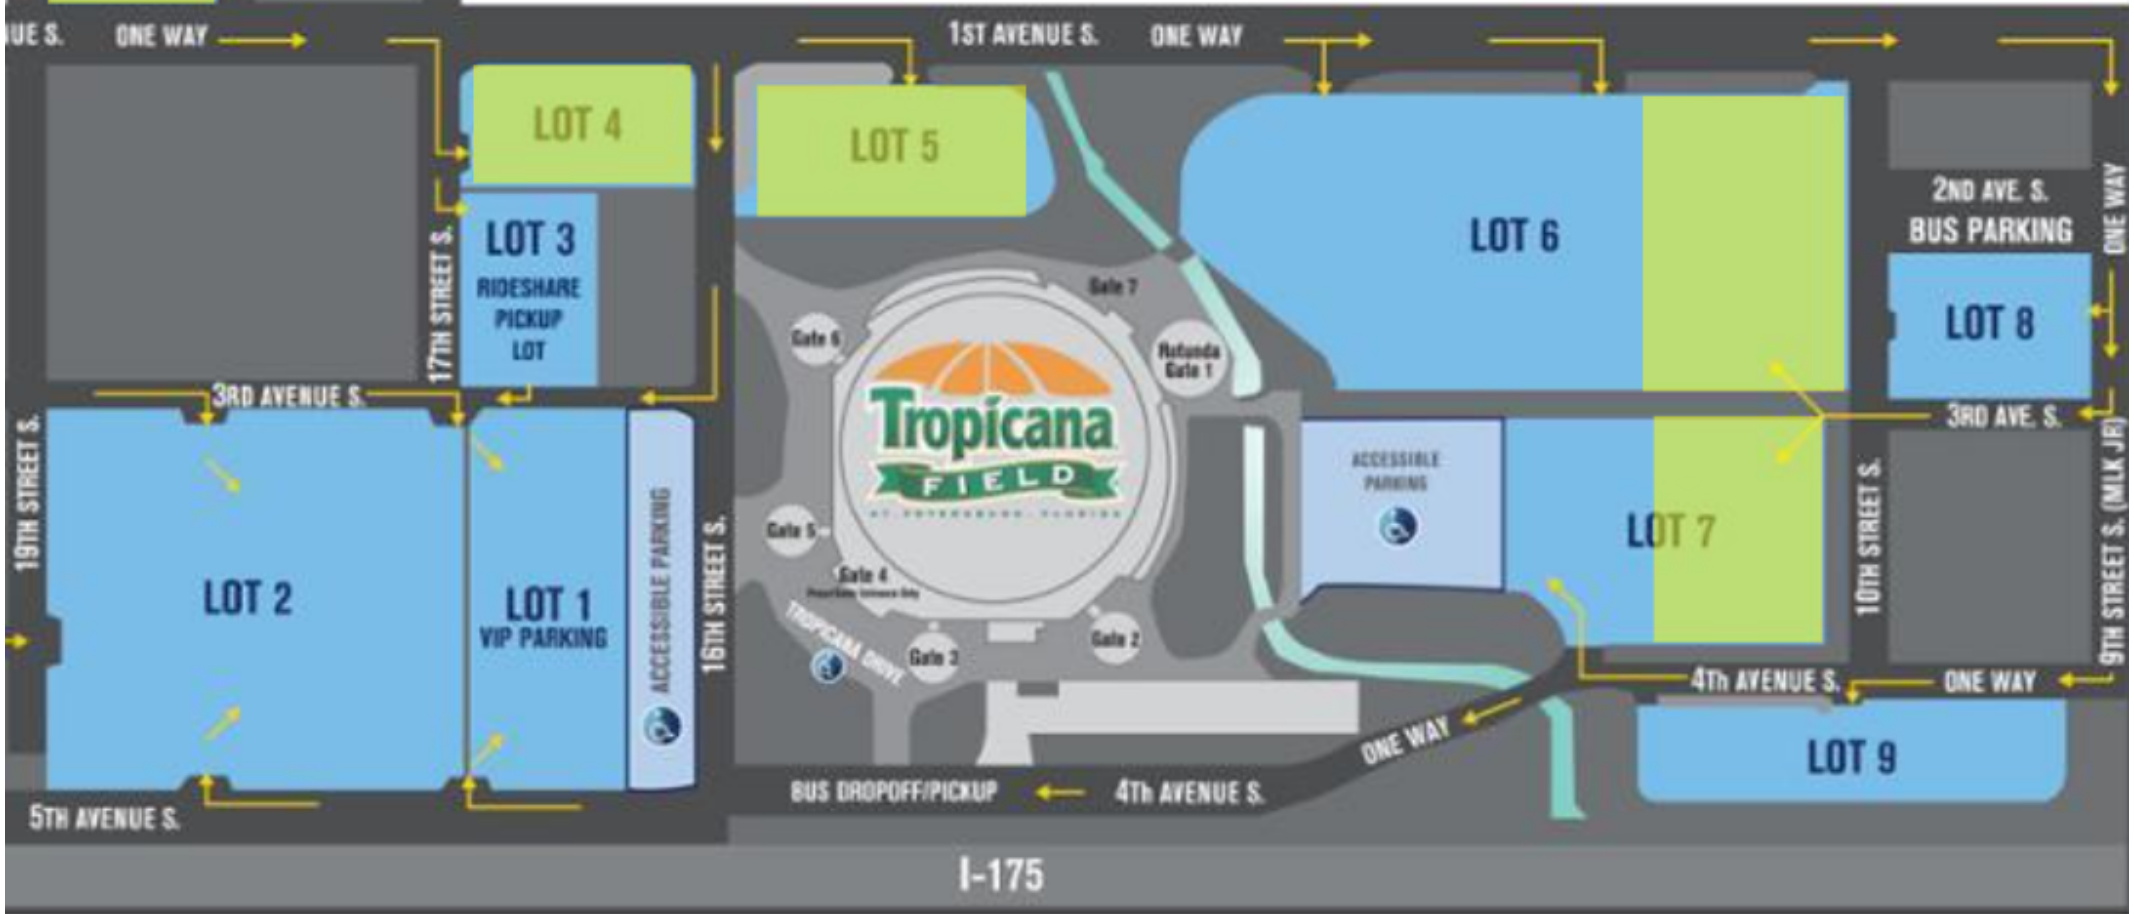 UE S.
ONE WAY
1ST AVENUE S.
ONE WAY
LOT 4
LOT 5
LOT 6
2ND AVE. S.
BUS PARKING
ONE WAY
LOT 3
RIDESHARE
PICKUP
LOT
17TH STREET S.
Gate 7
Gate 6
Rotunda
Gate 1
LOT 8
3RD AVENUE S.
3RD AVE. S.
Tropicana
FIELD
ST. PETERSBURG, FLORIDA
ACCESSIBLE
PARKING
19TH STREET S.
LOT 2
LOT 1
VIP PARKING
ACCESSIBLE PARKING
16TH STREET S.
Gate 5
Gate 4
TROPICANA DRIVE
Gate 3
Gate 2
LOT 7
10TH STREET S.
9TH STREET S. (MLK JR)
4Th AVENUE S.
ONE WAY
ONE WAY
LOT 9
BUS DROPOFF/PICKUP
4Th AVENUE S.
5TH AVENUE S.
I-175